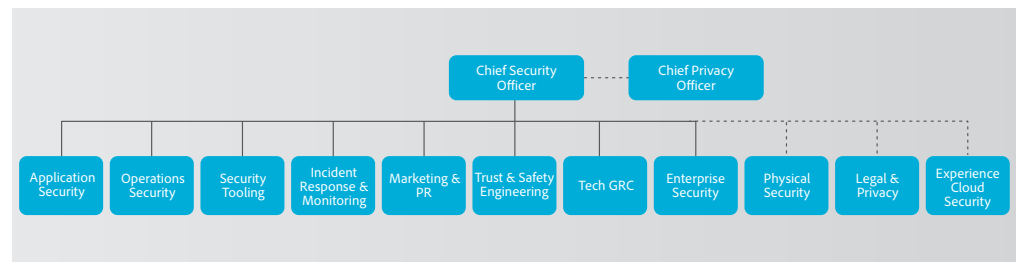 Chief Security
Officer
Chief Privacy
Officer
Application
Security
Operations
Security
Security
Tooling
Incident
Response &
Monitoring
Marketing &
PR
Trust & Safety
Engineering
Tech GRC
Enterprise
Security
Physical
Security
Legal &
Privacy
Experience
Cloud
Security